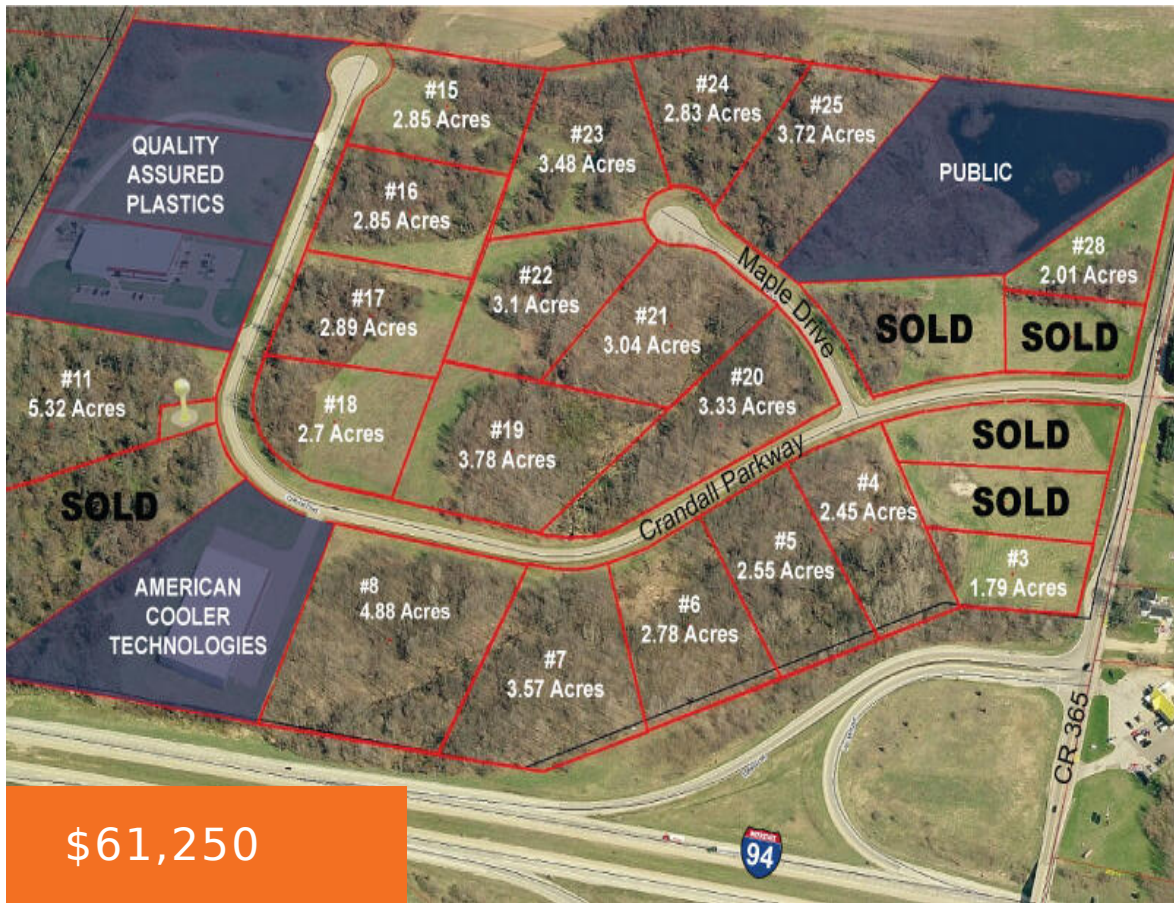 #15
2.85 Acres
#24
2.83 Acres
#25
3.72 Acres
#23
3.48 Acres
QUALITY
ASSURED
PLASTICS
PUBLIC
#16
2.85 Acres
#28
2.01 Acres
#22
3.1 Acres
Maple Drive
#17
2.89 Acres
#21
3.04 Acres
SOLD
SOLD
#11
5.32 Acres
#20
3.33 Acres
#18
2.7 Acres
#19
3.78 Acres
SOLD
SOLD
Crandall Parkway
#4
2.45 Acres
SOLD
#5
2.55 Acres
#3
1.79 Acres
AMERICAN
COOLER
TECHNOLOGIES
#8
4.88 Acres
#6
2.78 Acres
#7
3.57 Acres
CR 365
INTERSTATE
94
$61,250